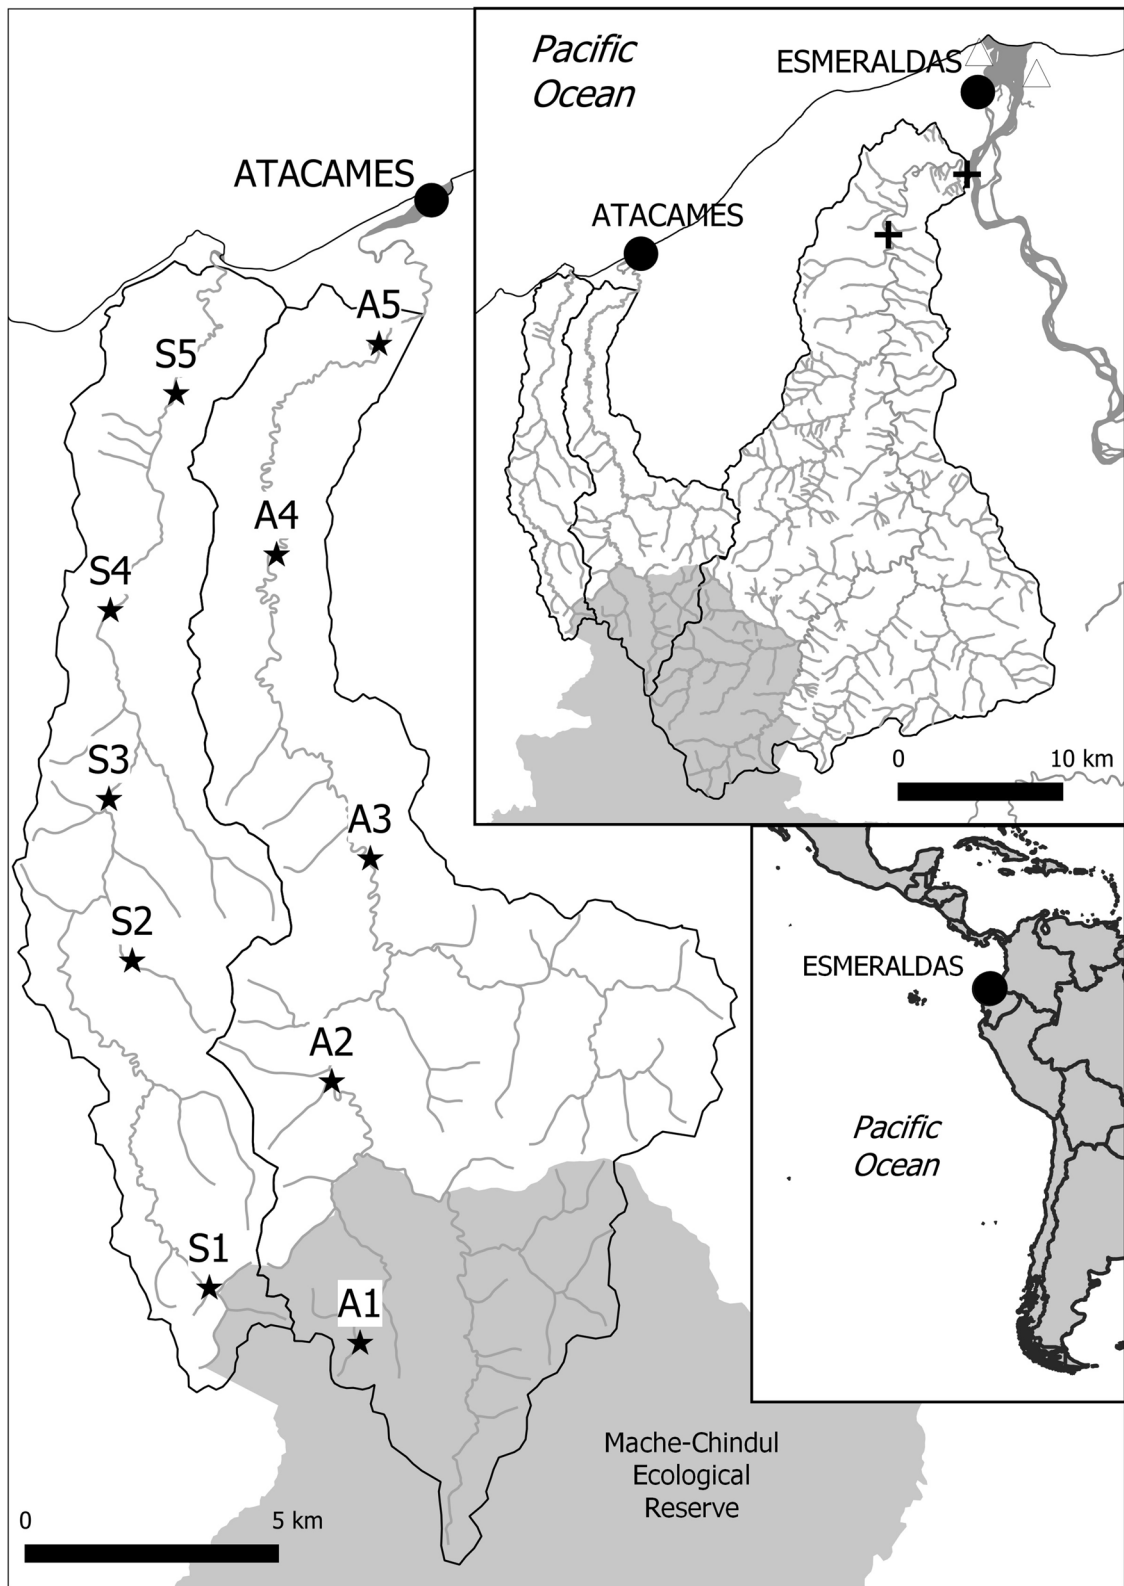 Pacific
Ocean
ESMERALDAS
ATACAMES
ATACAMES
A5
S5
A4
S4
S3
A3
S2
A2
S1
A1
0
10 km
ESMERALDAS
Pacific
Ocean
Mache-Chindul
Ecological
Reserve
0
5 km